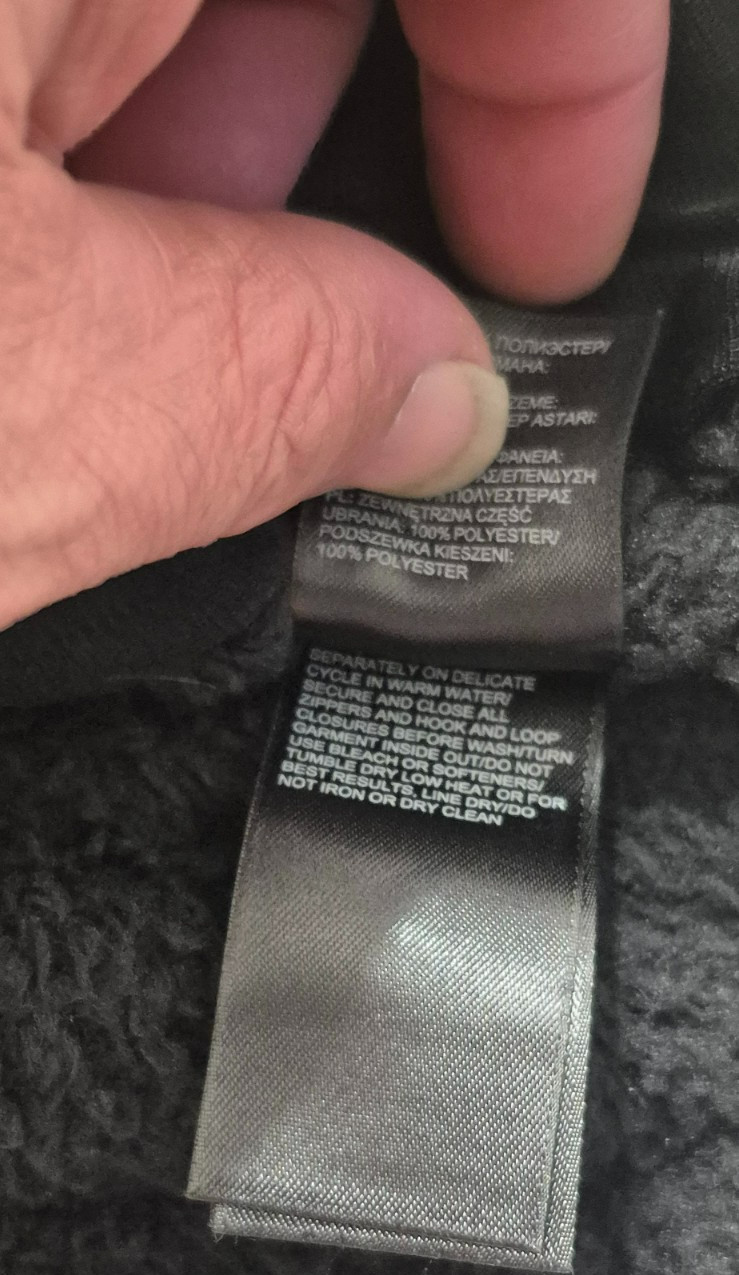 ПОЛИЭСТЕР/
ASTARI:
PL: ZEWNĘTRZNA CZĘŚĆ
UBRANIA: 100% POLYESTER/
PODSZEWKA KIESZENI:
100% POLYESTER
SEPARATELY ON DELICATE
CYCLE IN WARM WATER/
SECURE AND CLOSE ALL
ZIPPERS AND HOOK AND LOOP
CLOSURES BEFORE WASH/TURN
GARMENT INSIDE OUT/DO NOT
USE BLEACH OR SOFTENERS/
TUMBLE DRY LOW HEAT OR FOR
BEST RESULTS, LINE DRY/DO
NOT IRON OR DRY CLEAN